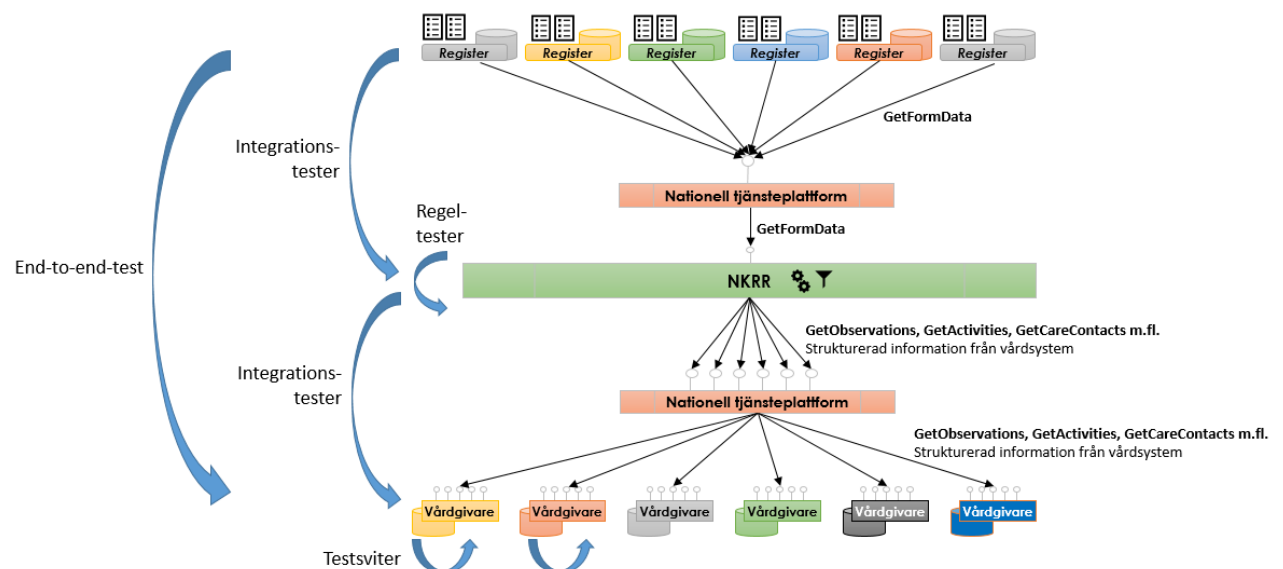 Register
Register
Register
Register
Register
Register
GetFormData
Integrations-
tester
Nationell tjänsteplattform
Regel-
tester
GetFormData
End-to-end-test
NKRR
GetObservations, GetActivities, GetCareContacts m.fl.
Strukturerad information från vårdsystem
Integrations-
tester
Nationell tjänsteplattform
GetObservations, GetActivities, GetCareContacts m.fl.
Strukturerad information från vårdsystem
Vårdgivare
Vårdgivare
Vårdgivare
Vårdgivare
Vårdgivare
Vårdgivare
Testsviter